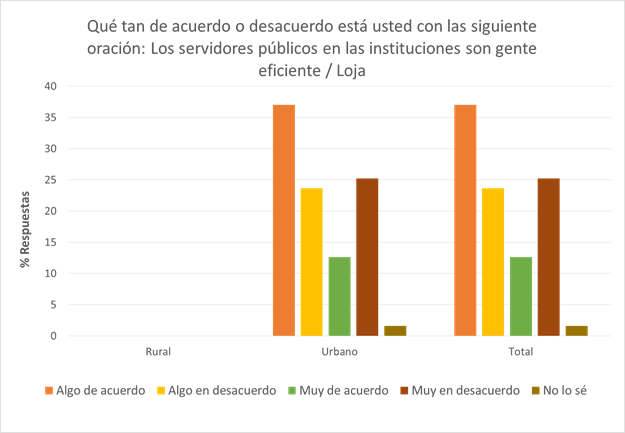 Qué tan de acuerdo o desacuerdo está usted con las siguiente
oración: Los servidores públicos en las instituciones son gente
eficiente / Loja
% Respuestas
40
35
30
25
20
15
10
5
0
Rural Urbano Total
Algo de acuerdo Algo en desacuerdo Muy de acuerdo Muy en desacuerdo No lo sé